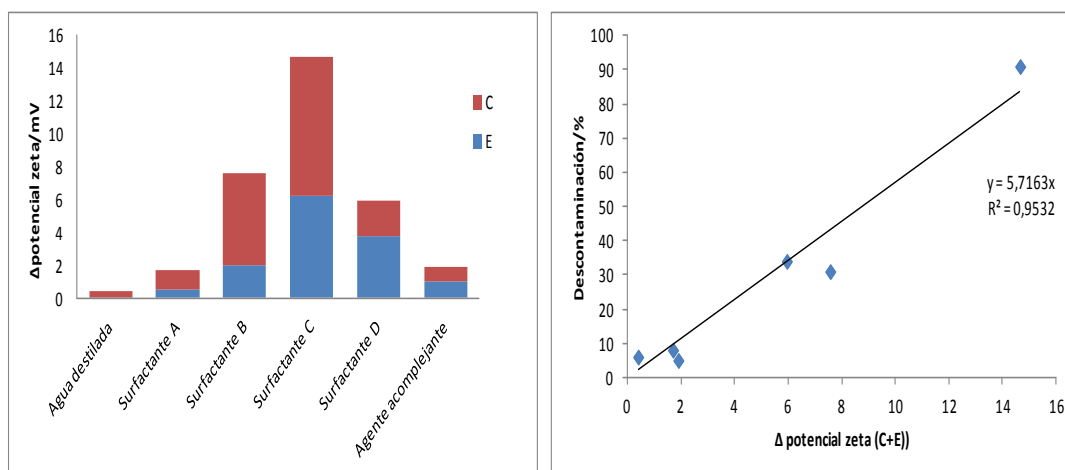 Δpotencial zeta/mV
16
14
12
10
8
6
4
2
0
C
E
Agua destilada
Surfactante A
Surfactante B
Surfactante C
Surfactante D
Agente acomplejante
Descontaminación/%
100
90
80
70
60
50
40
30
20
10
0
y = 5,7163x
R² = 0,9532
0 2 4 6 8 10 12 14 16
Δ potencial zeta (C+E))